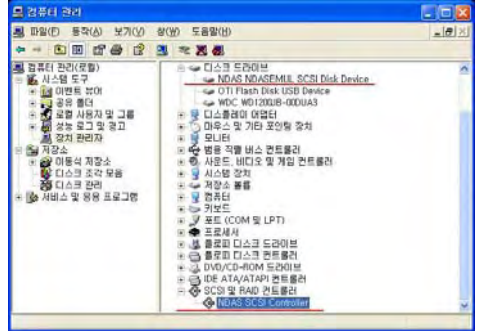 컴퓨터 관리
파일(F) 동작(A) 보기(V) 창(W) 도움말(H)
컴퓨터 관리(로컬)
시스템 도구
이벤트 뷰어
공유 폴더
로컬 사용자 및 그룹
성능 로그 및 경고
장치 관리자
저장소
이동식 저장소
디스크 조각 모음
디스크 관리
서비스 및 응용 프로그램
디스크 드라이브
NDAS NDASEMUL SCSI Disk Device
OTI Flash Disk USB Device
WDC WD1200JB-00DUA3
디스플레이 어댑터
마우스 및 기타 포인팅 장치
모니터
범용 직렬 버스 컨트롤러
사운드, 비디오 및 게임 컨트롤러
시스템 장치
저장소 볼륨
컴퓨터
키보드
포트 (COM 및 LPT)
프로세서
플로피 디스크 드라이브
플로피 디스크 컨트롤러
DVD/CD-ROM 드라이브
IDE ATA/ATAPI 컨트롤러
SCSI 및 RAID 컨트롤러
NDAS SCSI Controller